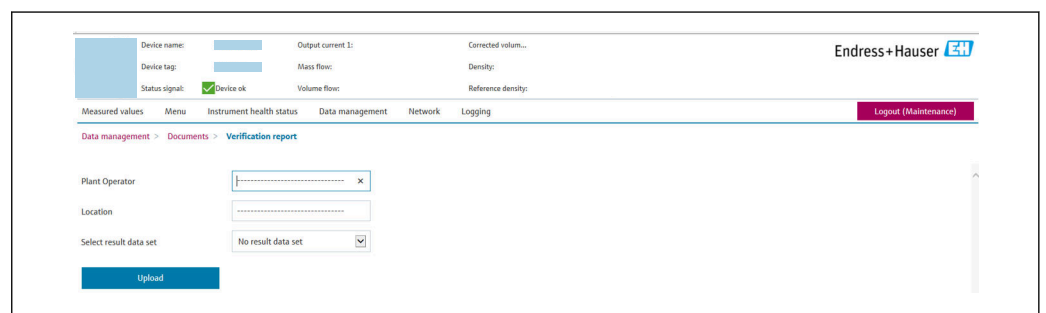 Device name: Output current 1: Corrected volum...
Device tag: Mass flow: Density:
Status signal: Device ok Volume flow: Reference density:
Endress+Hauser EH
Measured values Menu Instrument health status Data management Network Logging Logout (Maintenance)
Data management > Documents > Verification report
Plant Operator -------------------------------- ×
Location --------------------------------
Select result data set No result data set
Upload